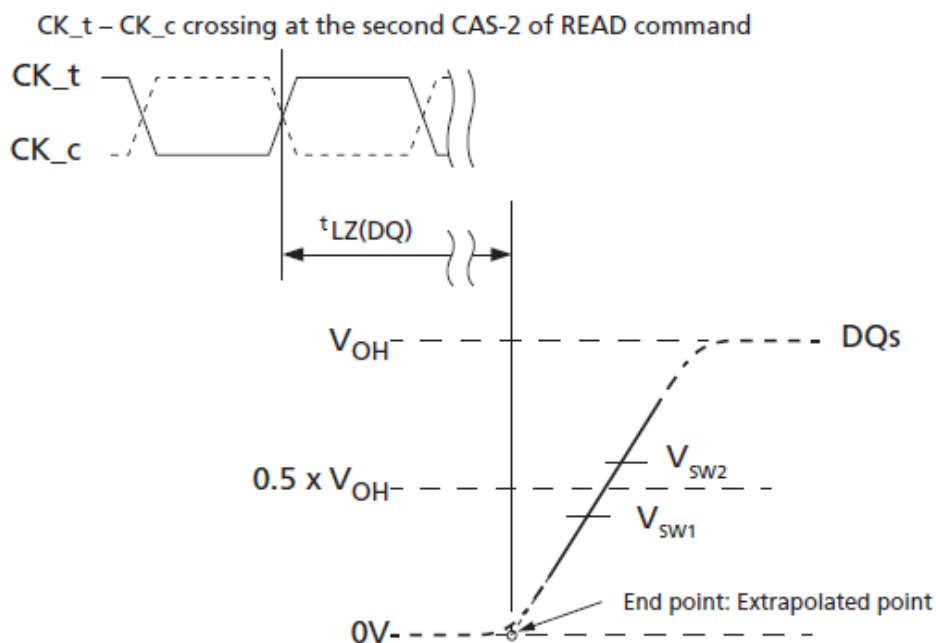 CK_t – CK_c crossing at the second CAS-2 of READ command
CK_t
CK_c
tLZ(DQ)
VOH
DQs
VSW2
0.5 x VOH
VSW1
End point: Extrapolated point
0V